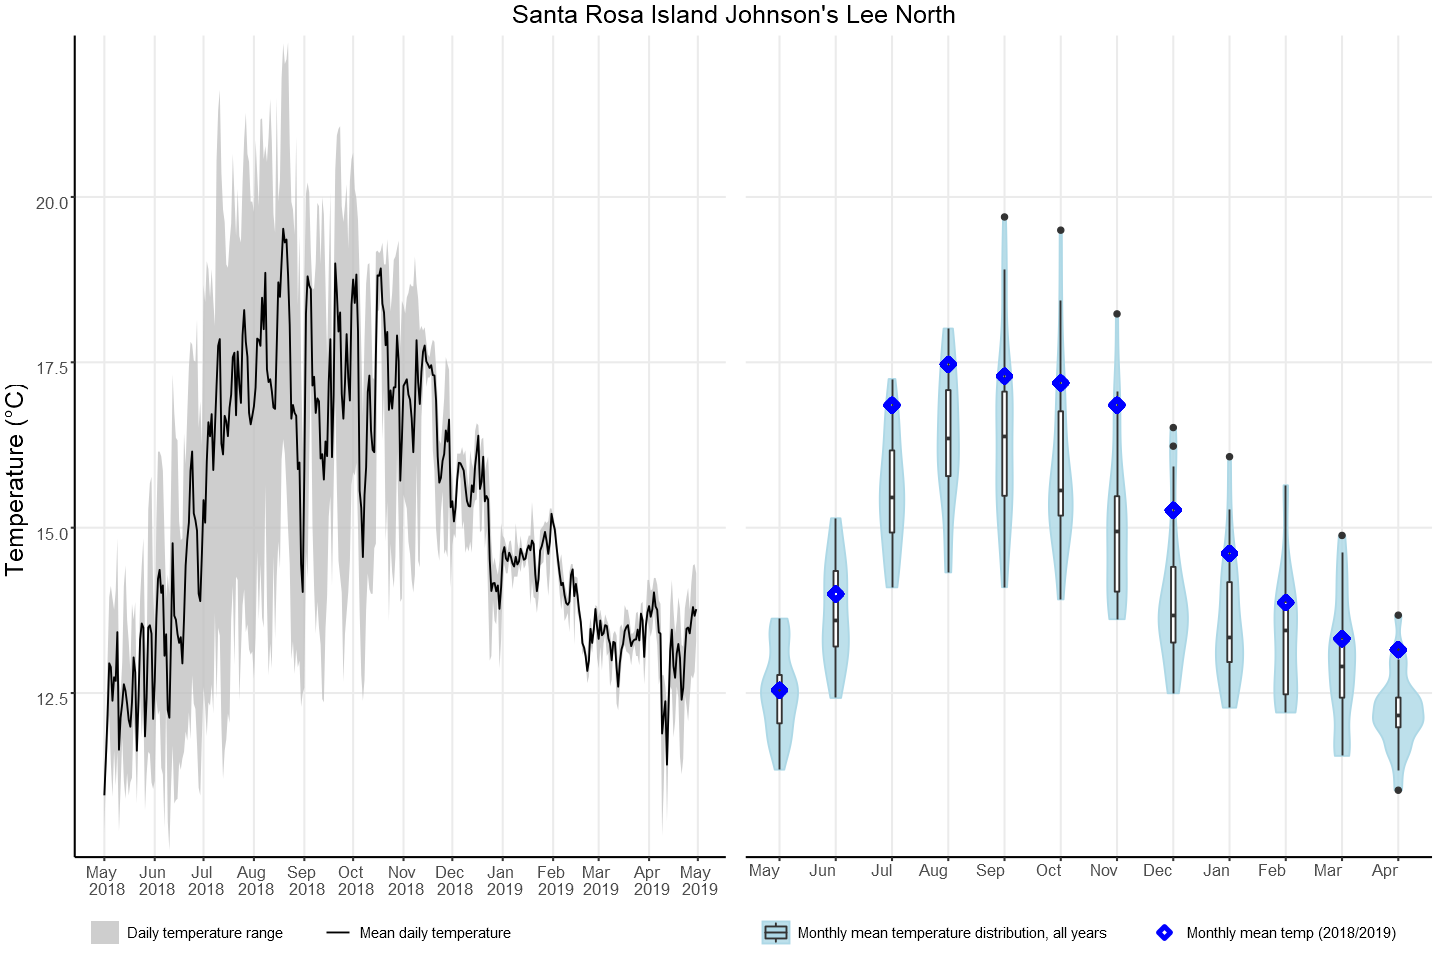 Santa Rosa Island Johnson's Lee North
Temperature (°C)
20.0
17.5
15.0
12.5
May Jun Jul Aug Sep Oct Nov Dec Jan Feb Mar Apr May
2018 2018 2018 2018 2018 2018 2018 2018 2019 2019 2019 2019 2019
May Jun Jul Aug Sep Oct Nov Dec Jan Feb Mar Apr
Daily temperature range Mean daily temperature
Monthly mean temperature distribution, all years Monthly mean temp (2018/2019)